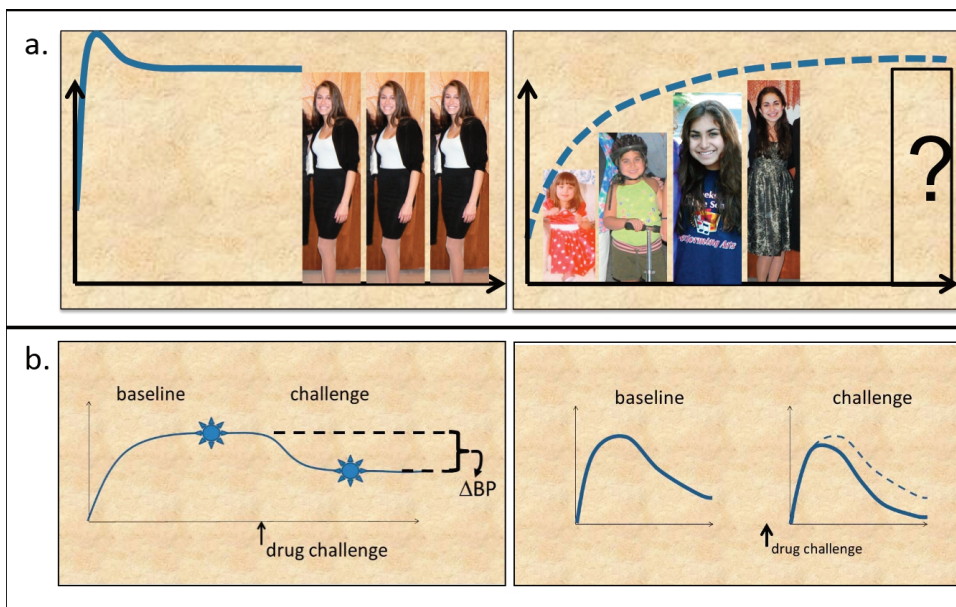 a.
?
b.
baseline
challenge
ΔBP
drug challenge
baseline
challenge
drug challenge